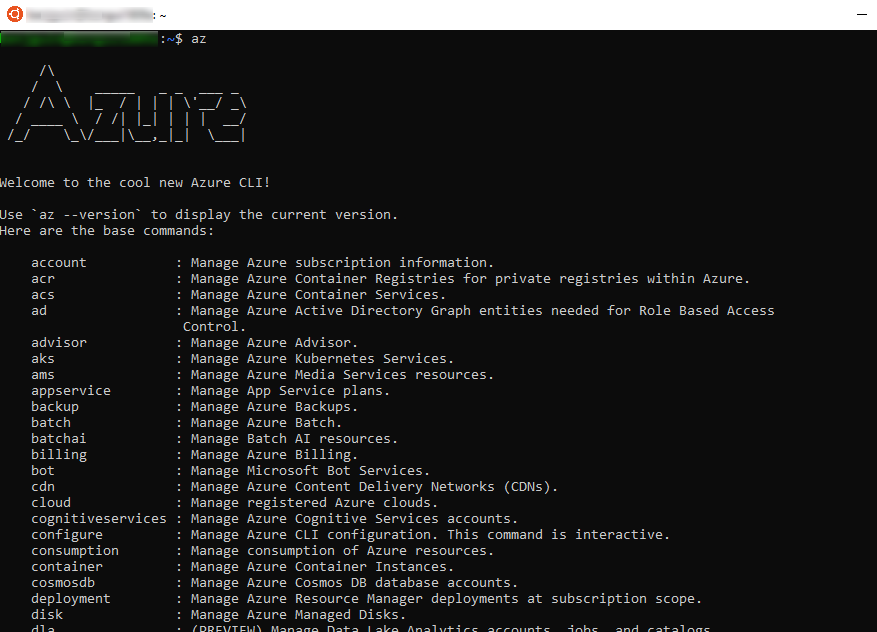 : ~
:~$ az
Azure
Welcome to the cool new Azure CLI!
Use `az --version` to display the current version.
Here are the base commands:
account : Manage Azure subscription information.
acr : Manage Azure Container Registries for private registries within Azure.
acs : Manage Azure Container Services.
ad : Manage Azure Active Directory Graph entities needed for Role Based Access
Control.
advisor : Manage Azure Advisor.
aks : Manage Azure Kubernetes Services.
ams : Manage Azure Media Services resources.
appservice : Manage App Service plans.
backup : Manage Azure Backups.
batch : Manage Azure Batch.
batchai : Manage Batch AI resources.
billing : Manage Azure Billing.
bot : Manage Microsoft Bot Services.
cdn : Manage Azure Content Delivery Networks (CDNs).
cloud : Manage registered Azure clouds.
cognitiveservices : Manage Azure Cognitive Services accounts.
configure : Manage Azure CLI configuration. This command is interactive.
consumption : Manage consumption of Azure resources.
container : Manage Azure Container Instances.
cosmosdb : Manage Azure Cosmos DB database accounts.
deployment : Manage Azure Resource Manager deployments at subscription scope.
disk : Manage Azure Managed Disks.
dla : (PREVIEW) Manage Data Lake Analytics accounts, jobs, and catalogs.